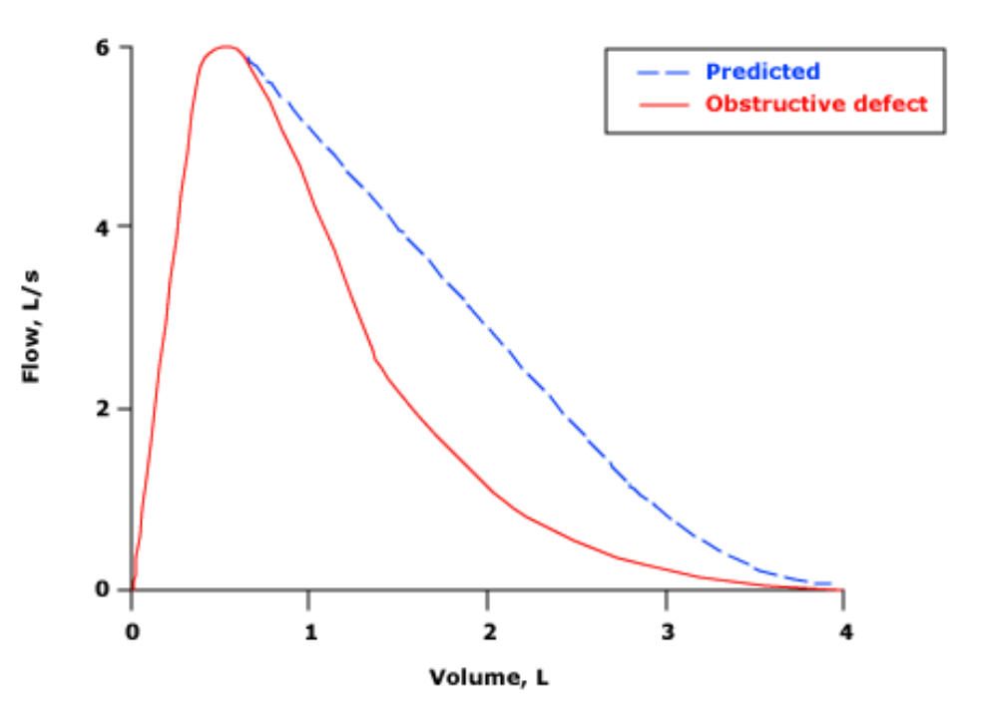 6
Predicted
Obstructive defect
4
Flow, L/s
2
0
0 1 2 3 4
Volume, L